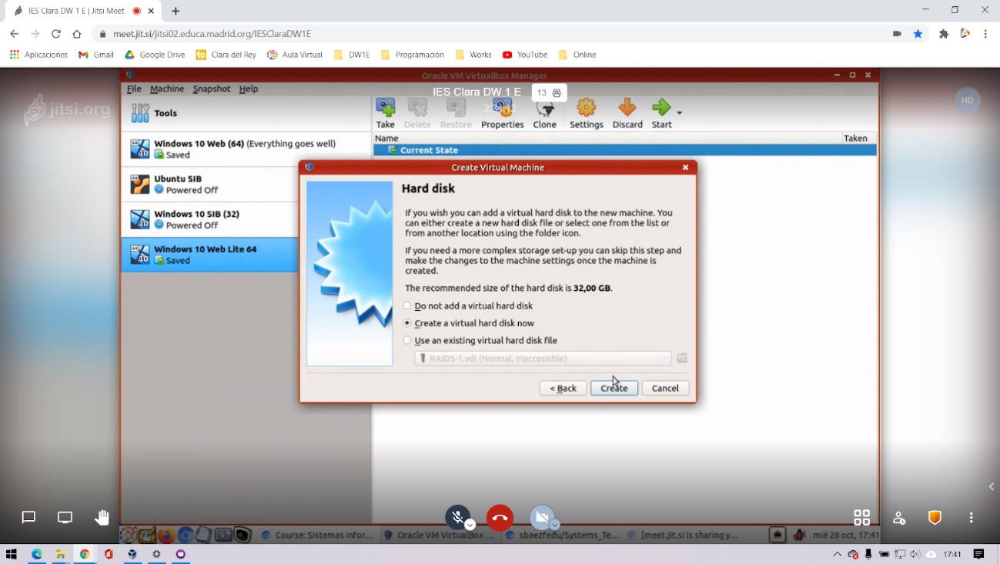 IES Clara DW 1 E | Jitsi Meet
meet.jit.si/jitsi02.educa.madrid.org/IESClaraDW1E
Aplicaciones
Gmail
Google Drive
Clara del Rey
Aula Virtual
DW1E
Programación
Works
YouTube
Online
jitsi.org
Oracle VM VirtualBox Manager
File Machine Snapshot Help
IES Clara DW 1 E
13
HD
Tools
Take
Delete
Restore
Properties
Clone
Settings
Discard
Start
Name
Taken
Current State
Windows 10 Web (64) (Everything goes well)
Saved
Ubuntu SIB
Powered Off
Windows 10 SIB (32)
Powered Off
Windows 10 Web Lite 64
Saved
Create Virtual Machine
Hard disk
If you wish you can add a virtual hard disk to the new machine. You
can either create a new hard disk file or select one from the list or
from another location using the folder icon.
If you need a more complex storage set-up you can skip this step and
make the changes to the machine settings once the machine is
created.
The recommended size of the hard disk is 32,00 GB.
Do not add a virtual hard disk
Create a virtual hard disk now
Use an existing virtual hard disk file
RAID5-1.vdi (Normal, Inaccessible)
< Back
Create
Cancel
Course: Sistemas infor...
Oracle VM VirtualBox ...
sbaezfedu/Systems_Te...
[meet.jit.si is sharing y...
mié 28 oct, 17:41
17:41